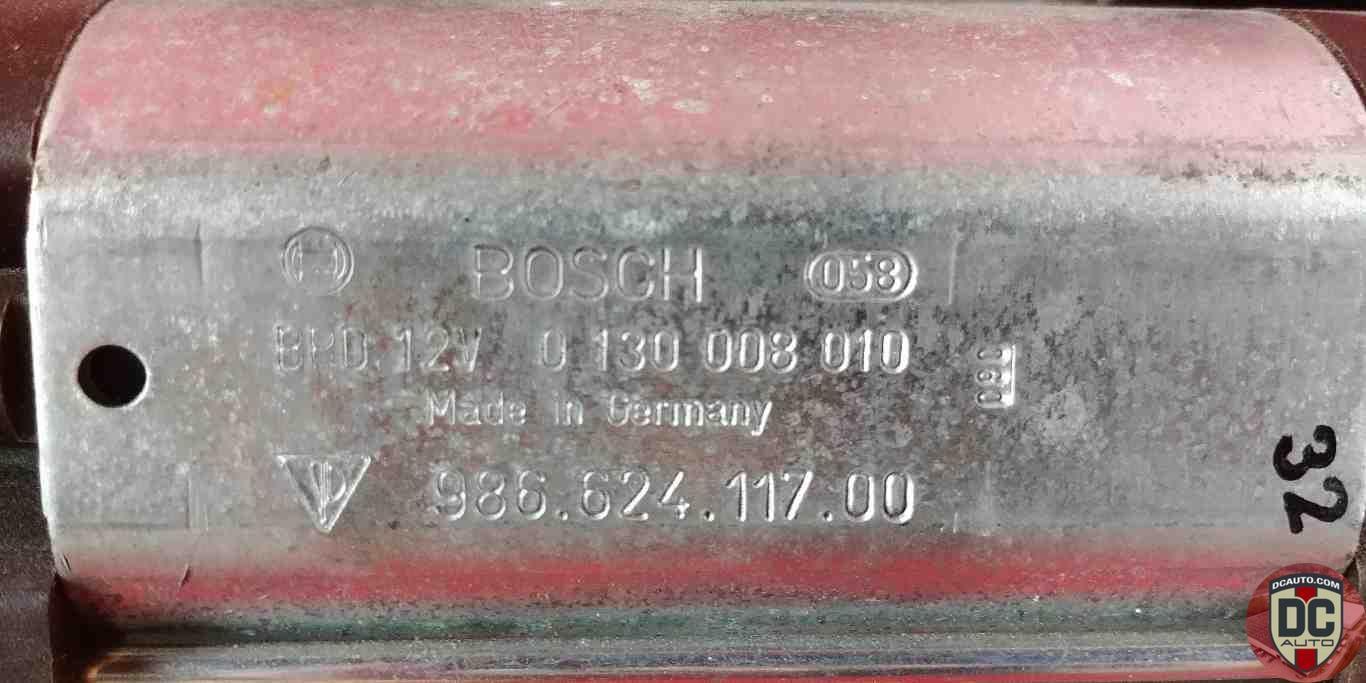 BOSCH 058
BRD 12V 0 130 008 010
Made in Germany
986.624.117.00
32
DCAUTO.COM
DC
AUTO